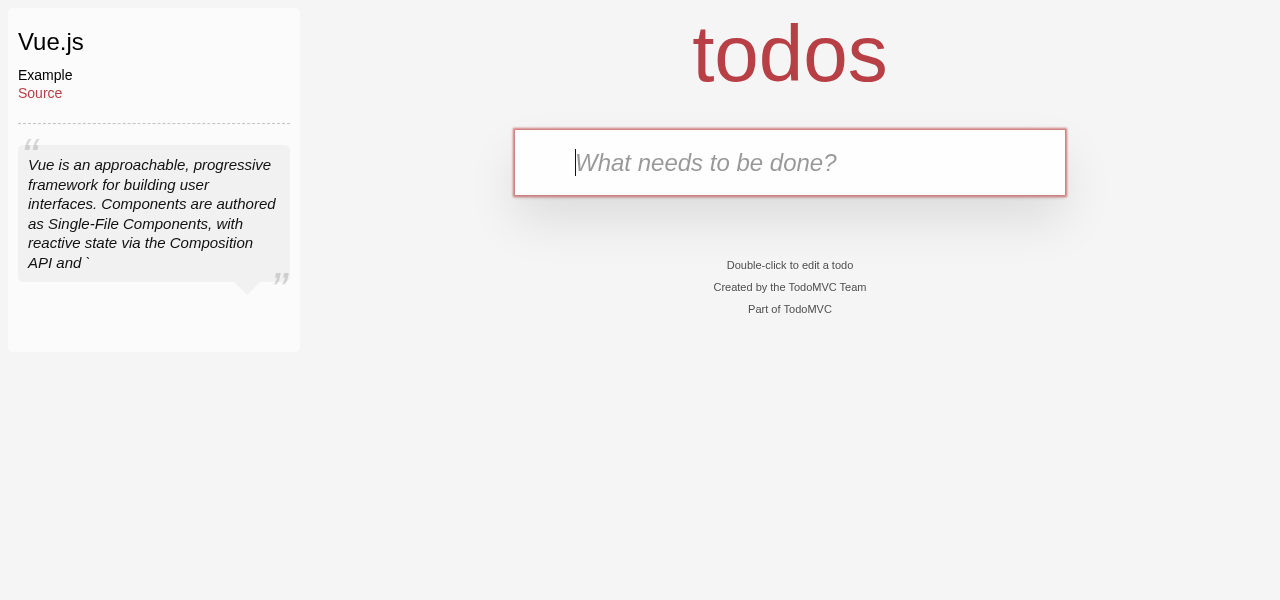 Vue.js
Example
Source
“
Vue is an approachable, progressive
framework for building user
interfaces. Components are authored
as Single-File Components, with
reactive state via the Composition
API and `
”
todos
What needs to be done?
Double-click to edit a todo
Created by the TodoMVC Team
Part of TodoMVC